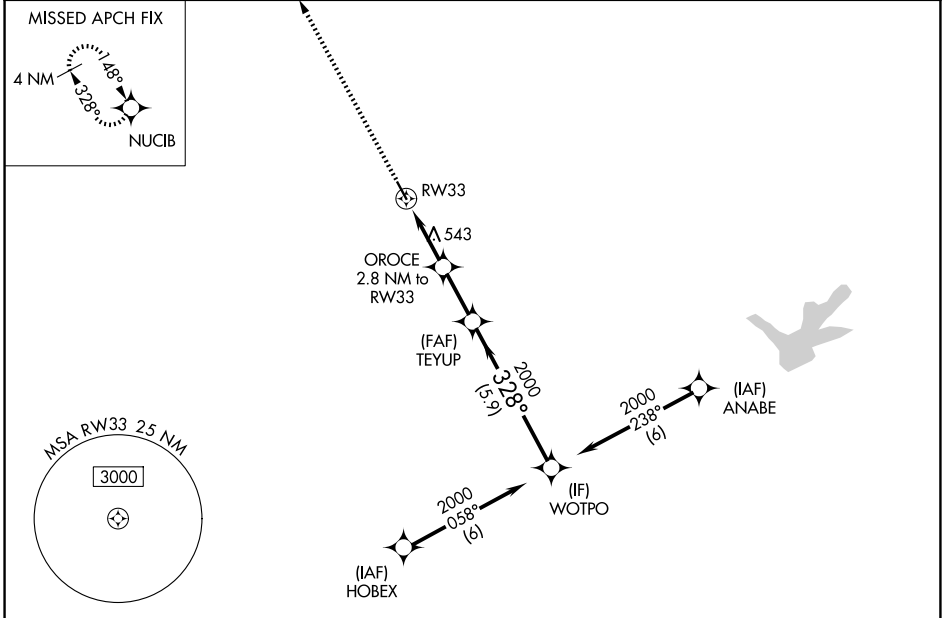 MISSED APCH FIX
4 NM
148°
328°
NUCIB
RW33
543
OROCE
2.8 NM to
RW33
(FAF)
TEYUP
2000
328°
(5.9)
2000
238°
(6)
(IAF)
ANABE
MSA RW33 25 NM
3000
(IF)
WOTPO
2000
058°
(6)
(IAF)
HOBEX